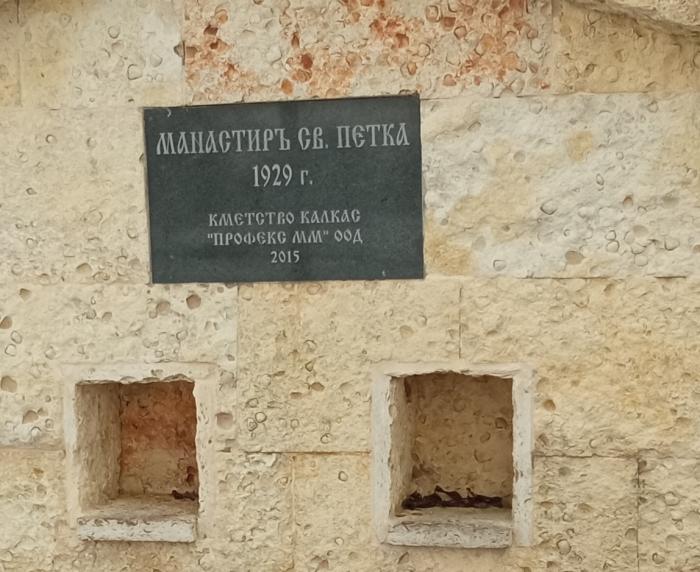 МАНАСТИРЪ СВ. ПЕТКА
1929 г.
КМЕТСТВО КАЛКАС
"ПРОФЕКС ММ" ООД
2015